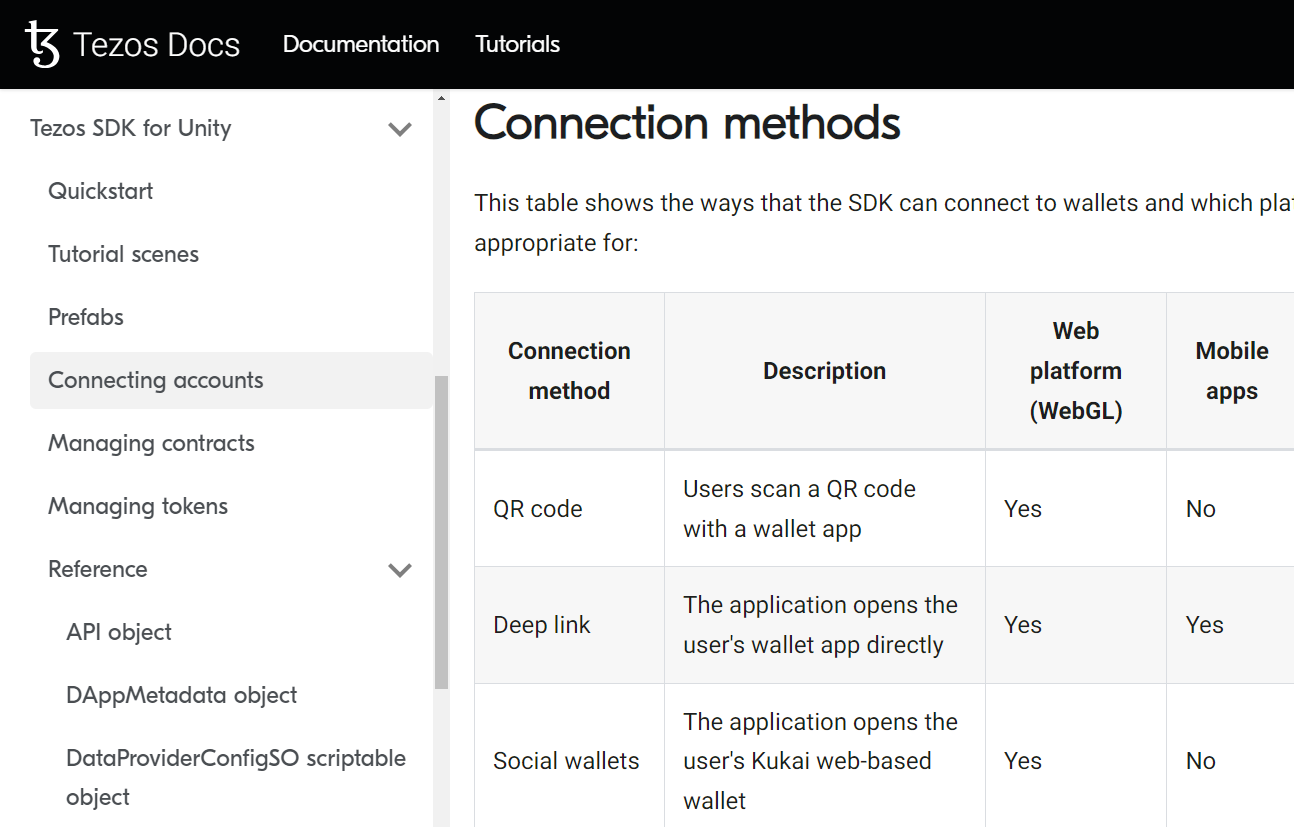 Tezos Docs
Documentation
Tutorials
Tezos SDK for Unity
Quickstart
Tutorial scenes
Prefabs
Connecting accounts
Managing contracts
Managing tokens
Reference
API object
DAppMetadata object
DataProviderConfigSO scriptable
object
Connection methods
This table shows the ways that the SDK can connect to wallets and which
appropriate for:
Connection
method
Description
Web
platform
(WebGL)
Mobile
apps
QR code
Users scan a QR code
with a wallet app
Yes
No
Deep link
The application opens the
user's wallet app directly
Yes
Yes
Social wallets
The application opens the
user's Kukai web-based
wallet
Yes
No